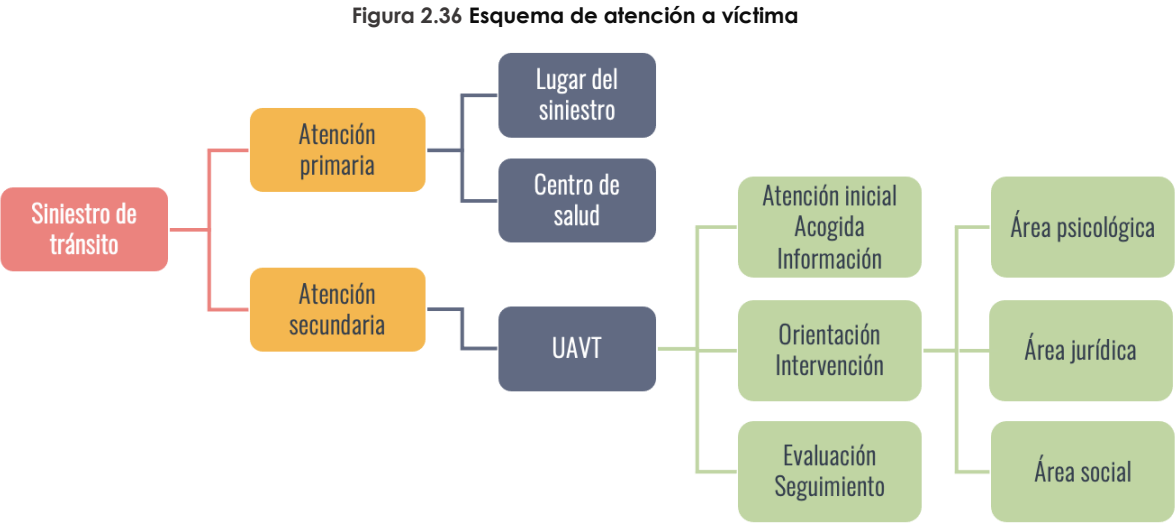 Figura 2.36 Esquema de atención a víctima
Siniestro de
tránsito
Atención
primaria
Atención
secundaria
Lugar del
siniestro
Centro de
salud
UAVT
Atención inicial
Acogida
Información
Orientación
Intervención
Evaluación
Seguimiento
Área psicológica
Área jurídica
Área social